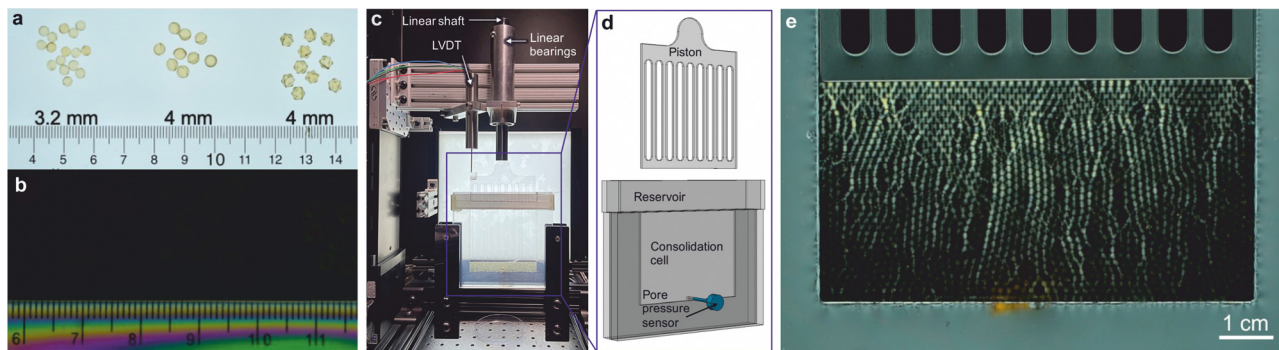 a
3.2 mm
4 mm
4 mm
4 5 6 7 8 9 10 11 12 13 14
b
6 7 8 9 10 11
c
Linear shaft
Linear
bearings
LVDT
d
Piston
Reservoir
Consolidation
cell
Pore
pressure
sensor
e
1 cm